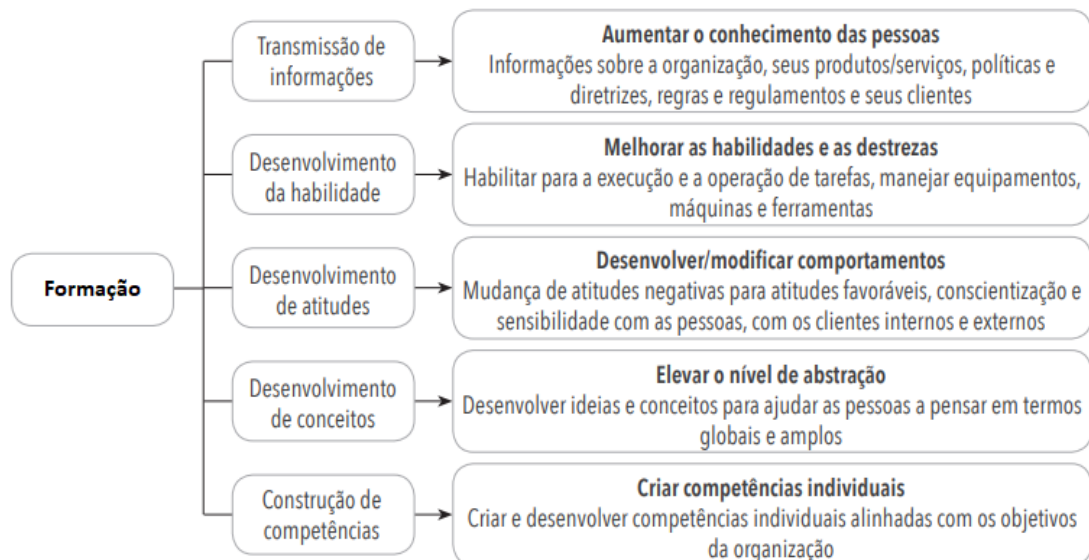 Formação
Transmissão de
informações
Aumentar o conhecimento das pessoas
Informações sobre a organização, seus produtos/serviços, políticas e
diretrizes, regras e regulamentos e seus clientes
Desenvolvimento
da habilidade
Melhorar as habilidades e as destrezas
Habilitar para a execução e a operação de tarefas, manejar equipamentos,
máquinas e ferramentas
Desenvolvimento
de atitudes
Desenvolver/modificar comportamentos
Mudança de atitudes negativas para atitudes favoráveis, conscientização e
sensibilidade com as pessoas, com os clientes internos e externos
Desenvolvimento
de conceitos
Elevar o nível de abstração
Desenvolver ideias e conceitos para ajudar as pessoas a pensar em termos
globais e amplos
Construção de
competências
Criar competências individuais
Criar e desenvolver competências individuais alinhadas com os objetivos
da organização